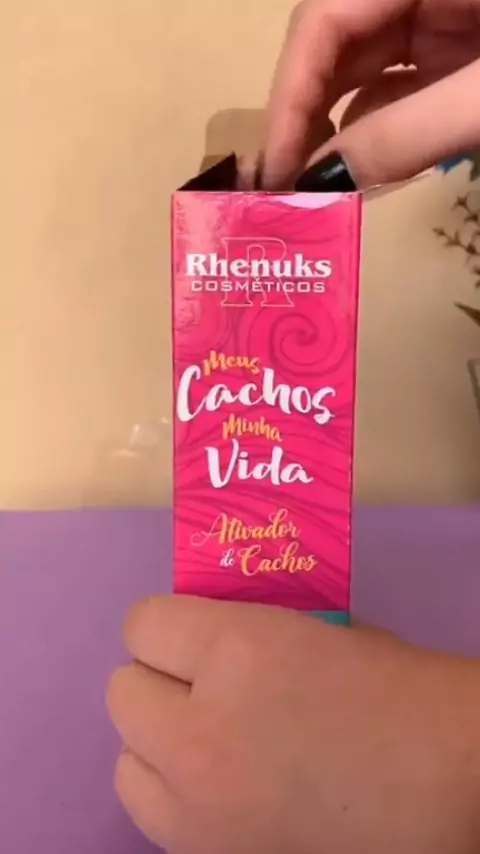 Rhenuks
COSMÉTICOS
Meus
Cachos
Minha
Vida
Ativador
de Cachos